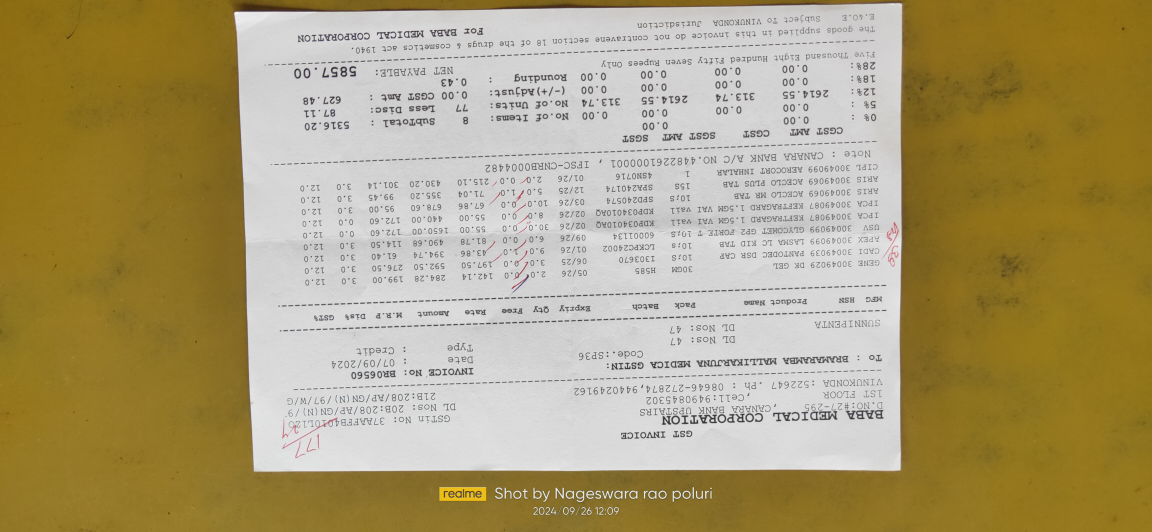 GST INVOICE
BABA MEDICAL CORPORATION
D.NO:#27-295 ,CANARA BANK UPSTAIRS
1ST FLOOR ,Cell:9490845302
VINUKONDA :522647 .Ph : 08646-272874,9440249162
GSTin No: 37AAFFB4010L1ZO
DL NOS: 20B:208/AP/GN(N)/9/
21B:208/AP/GN(N)/97/W/G
177
To : BRAMARAMBA MALLIKARJUNA MEDICA GSTIN:
Code.:SP36
DL Nos: 47
SUNNIPENTA DL Nos: 47
INVOICE No: BR06560
Date : 07/09/2024
Type : Credit
MFG HSN Product Name Pack Batch Expriy Qty Free Rate Amount M.R.P Dis% GST%
GENE 30049029 DK GEL 30GM H585 05/26 2.0 0.0 142.14 284.28 199.00 3.0 12.0
CADI 30049039 PANTODEC DSR CAP 10;S I303670 06/25 3.0 0.0 197.50 592.50 276.50 3.0 12.0
APEX 30049099 LASMA LC KID TAB 10;s LCKPC24002 01/26 9.0 1.0 43.86 394.74 61.40 3.0 12.0
USV 30049099 GLYCOMET GP2 FORTE T 10;S 60001134 09/26 6.0 0.0 81.78 490.68 114.50 3.0 12.0
IPCA 30049087 KEFTRAGARD 1.5GM VAI vail KDP03401OAQ 02/26 30.0 0.0 55.00 1650.00 172.60 0.0 12.0
IPCA 30049087 KEFTRAGARD 1.5GM VAI vail KDP03401OAQ 02/26 8.0 0.0 55.00 440.00 172.60 0.0 12.0
ARIS 30049069 ACECLO MR TAB 10;s SPA240574 03/26 10.0 0.0 67.86 678.60 95.00 3.0 12.0
ARIS 30049069 ACECLO PLUS TAB 15S SPA240174 12/25 5.0 1.0 71.04 355.20 99.45 3.0 12.0
CIPL 30049099 AEROCORT INHALAR 1 4SN0716 01/26 2.0 0.0 215.10 430.20 301.14 3.0 12.0
Note : CANARA BANK A/C NO.44822610000001 , IFSC-CNRB0004482
CGST AMT CGST SGST AMT SGST
0%: 0.00 0.00 No.of Items: 8 SubTotal : 5316.20
5%: 0.00 0.00 0.00 0.00 No.of Units: 77 Less Disc: 87.11
12%: 2614.55 313.74 2614.55 313.74 (-/+)Adjust: 0.00 CGST Amt : 627.48
18%: 0.00 0.00 0.00 0.00 Rounding : 0.43
28%: 0.00 0.00 0.00 0.00 NET PAYABLE: 5857.00
Five Thousand Eight Hundred Fifty Seven Rupees Only
The goods supplied in this invoice do not contravene section 18 of the drugs & cosmetics act 1940.
E.&O.E Subject To VINUKONDA Jurisdiction For BABA MEDICAL CORPORATION
realme Shot by Nageswara rao poluri
2024/09/26 12:09